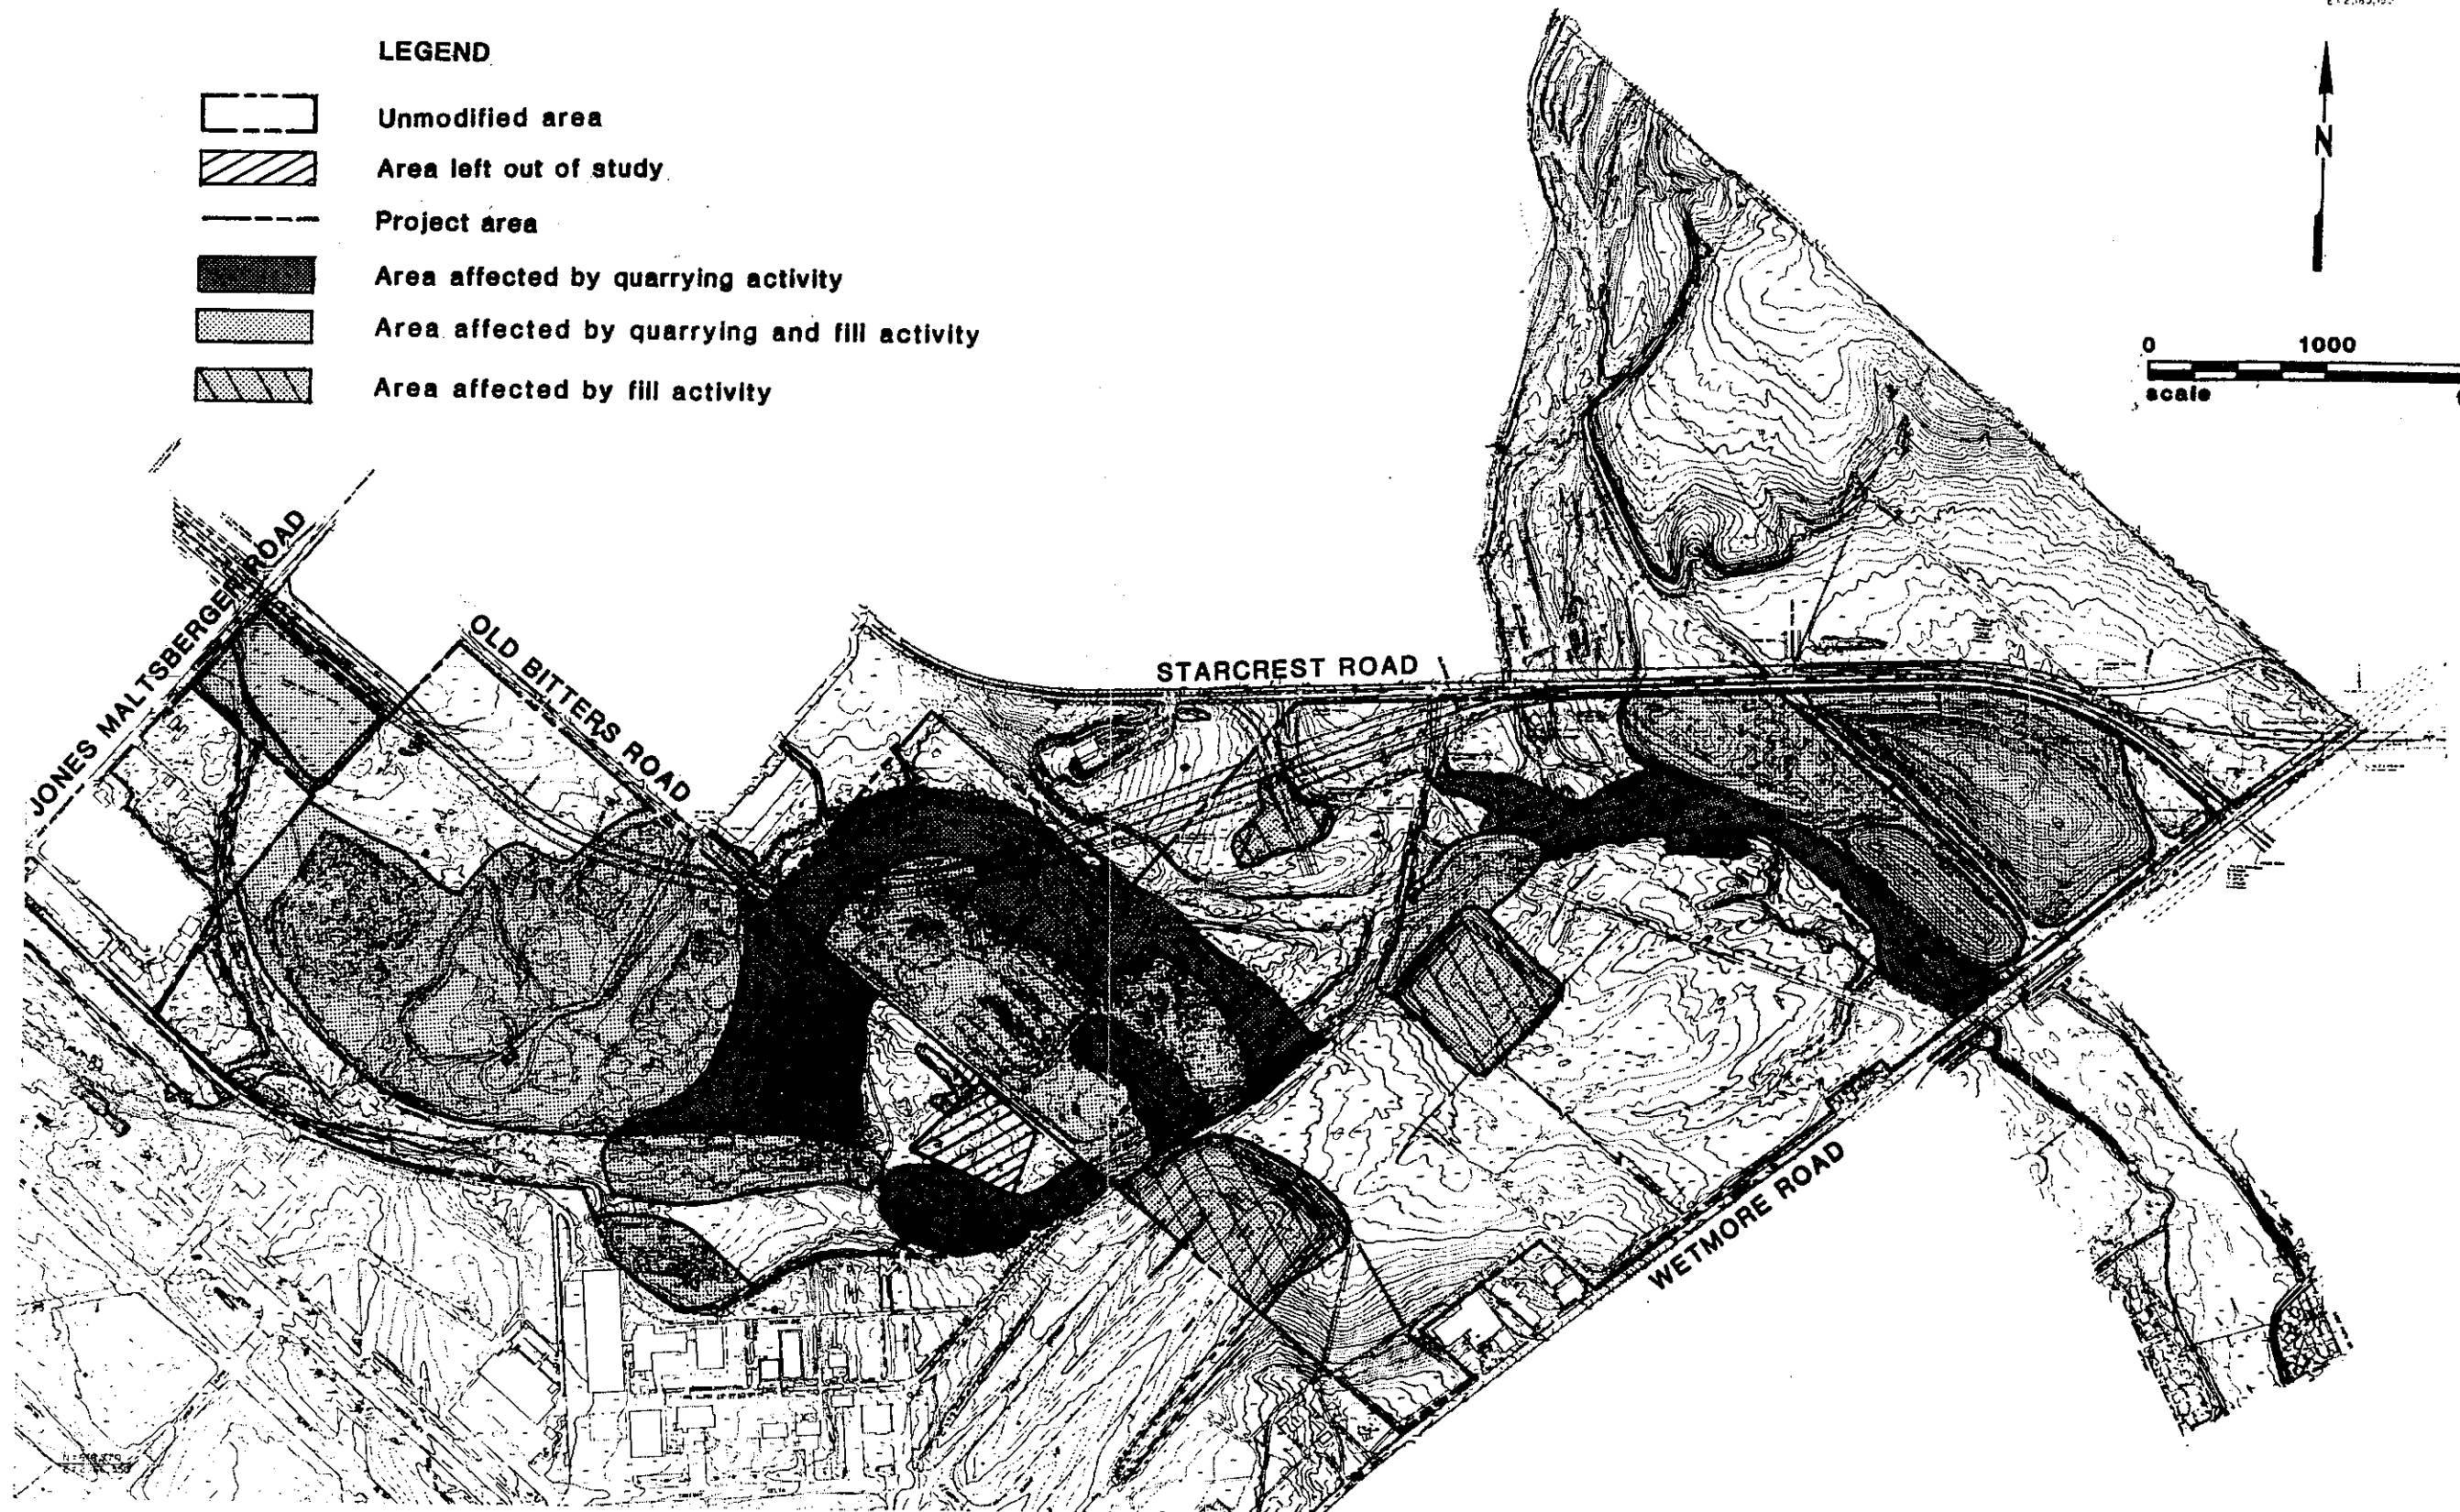 LEGEND
Unmodified area
Area left out of study
Project area
Area affected by quarrying activity
Area affected by quarrying and fill activity
Area affected by fill activity
N
0 1000
scale
JONES MALTSBERGER ROAD
OLD BITTERS ROAD
STARCREST ROAD
WETMORE ROAD